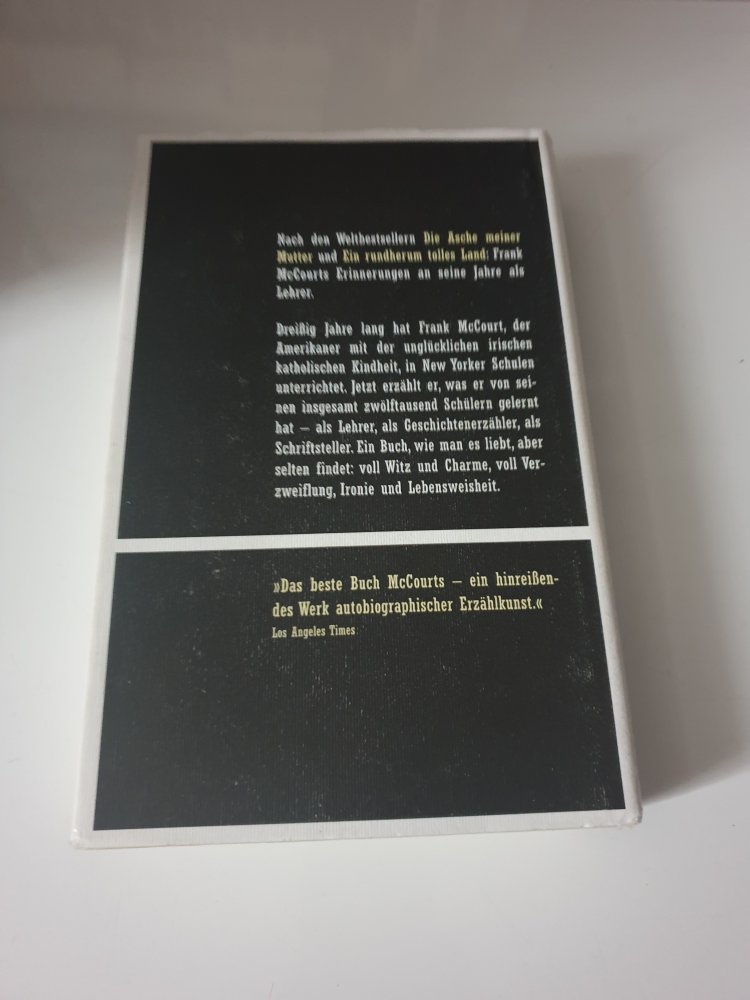 Nach den Weltbestsellern Die Asche meiner
Mutter und Ein rundherum tolles Land: Frank
McCourts Erinnerungen an seine Jahre als
Lehrer.
Dreißig Jahre lang hat Frank McCourt, der
Amerikaner mit der unglücklichen irischen
katholischen Kindheit, in New Yorker Schulen
unterrichtet. Jetzt erzählt er, was er von sei-
nen insgesamt zwölftausend Schülern gelernt
hat – als Lehrer, als Geschichtenerzähler, als
Schriftsteller. Ein Buch, wie man es liebt, aber
selten findet: voll Witz und Charme, voll Ver-
zweiflung, Ironie und Lebensweisheit.
»Das beste Buch McCourts – ein hinreißen-
des Werk autobiographischer Erzählkunst.«
Los Angeles Times